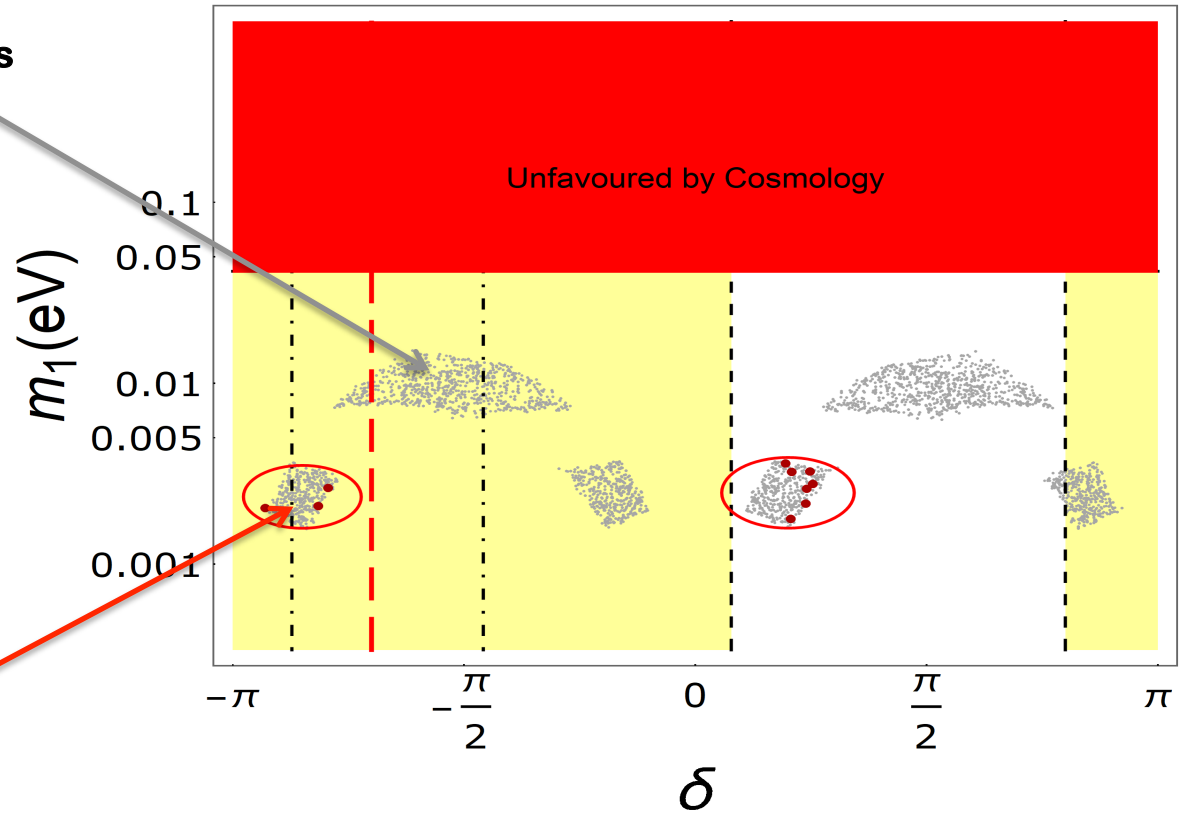 s
Unfavoured by Cosmology
0.1
0.05
0.01
0.005
0.001
m₁(eV)
−π
−π/2
0
π/2
π
δ